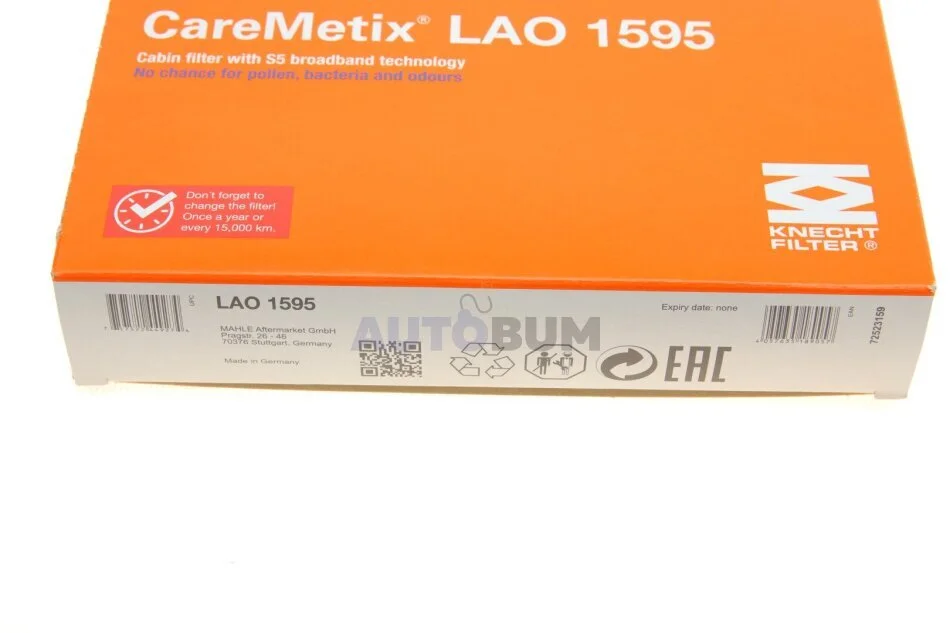 CareMetix® LAO 1595
Cabin filter with S5 broadband technology
No chance for pollen, bacteria and odours
Don't forget to
change the filter!
Once a year or
every 15,000 km.
KNECHT
FILTER ®
UPC
LAO 1595
MAHLE Aftermarket GmbH
Pragstr. 26 - 46
70376 Stuttgart, Germany
Made in Germany
AUTOBUM
EAC
Expiry date: none
EAN
72523159